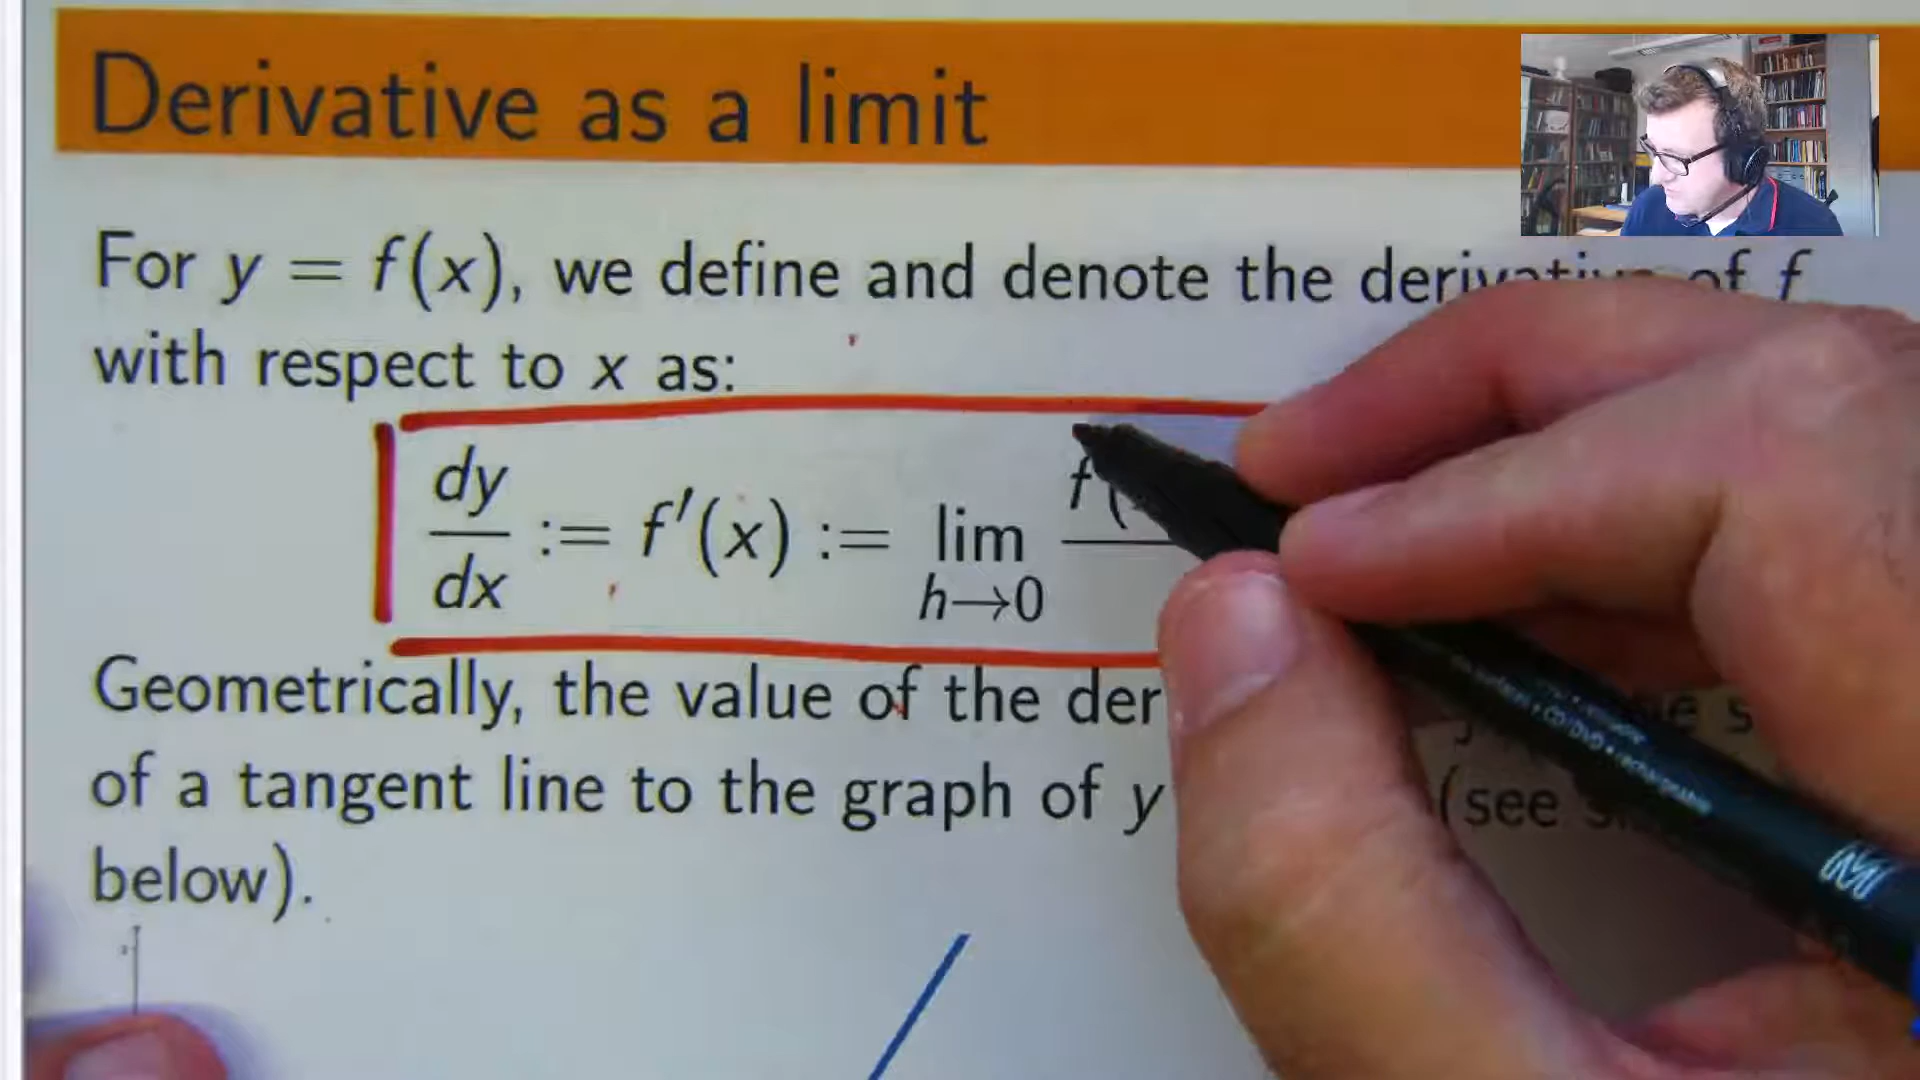 Derivative as a limit
For y = f(x), we define and denote the derivative of f
with respect to x as:
dy/dx := f′(x) := lim h→0 f(
Geometrically, the value of the der
of a tangent line to the graph of y (see
below).